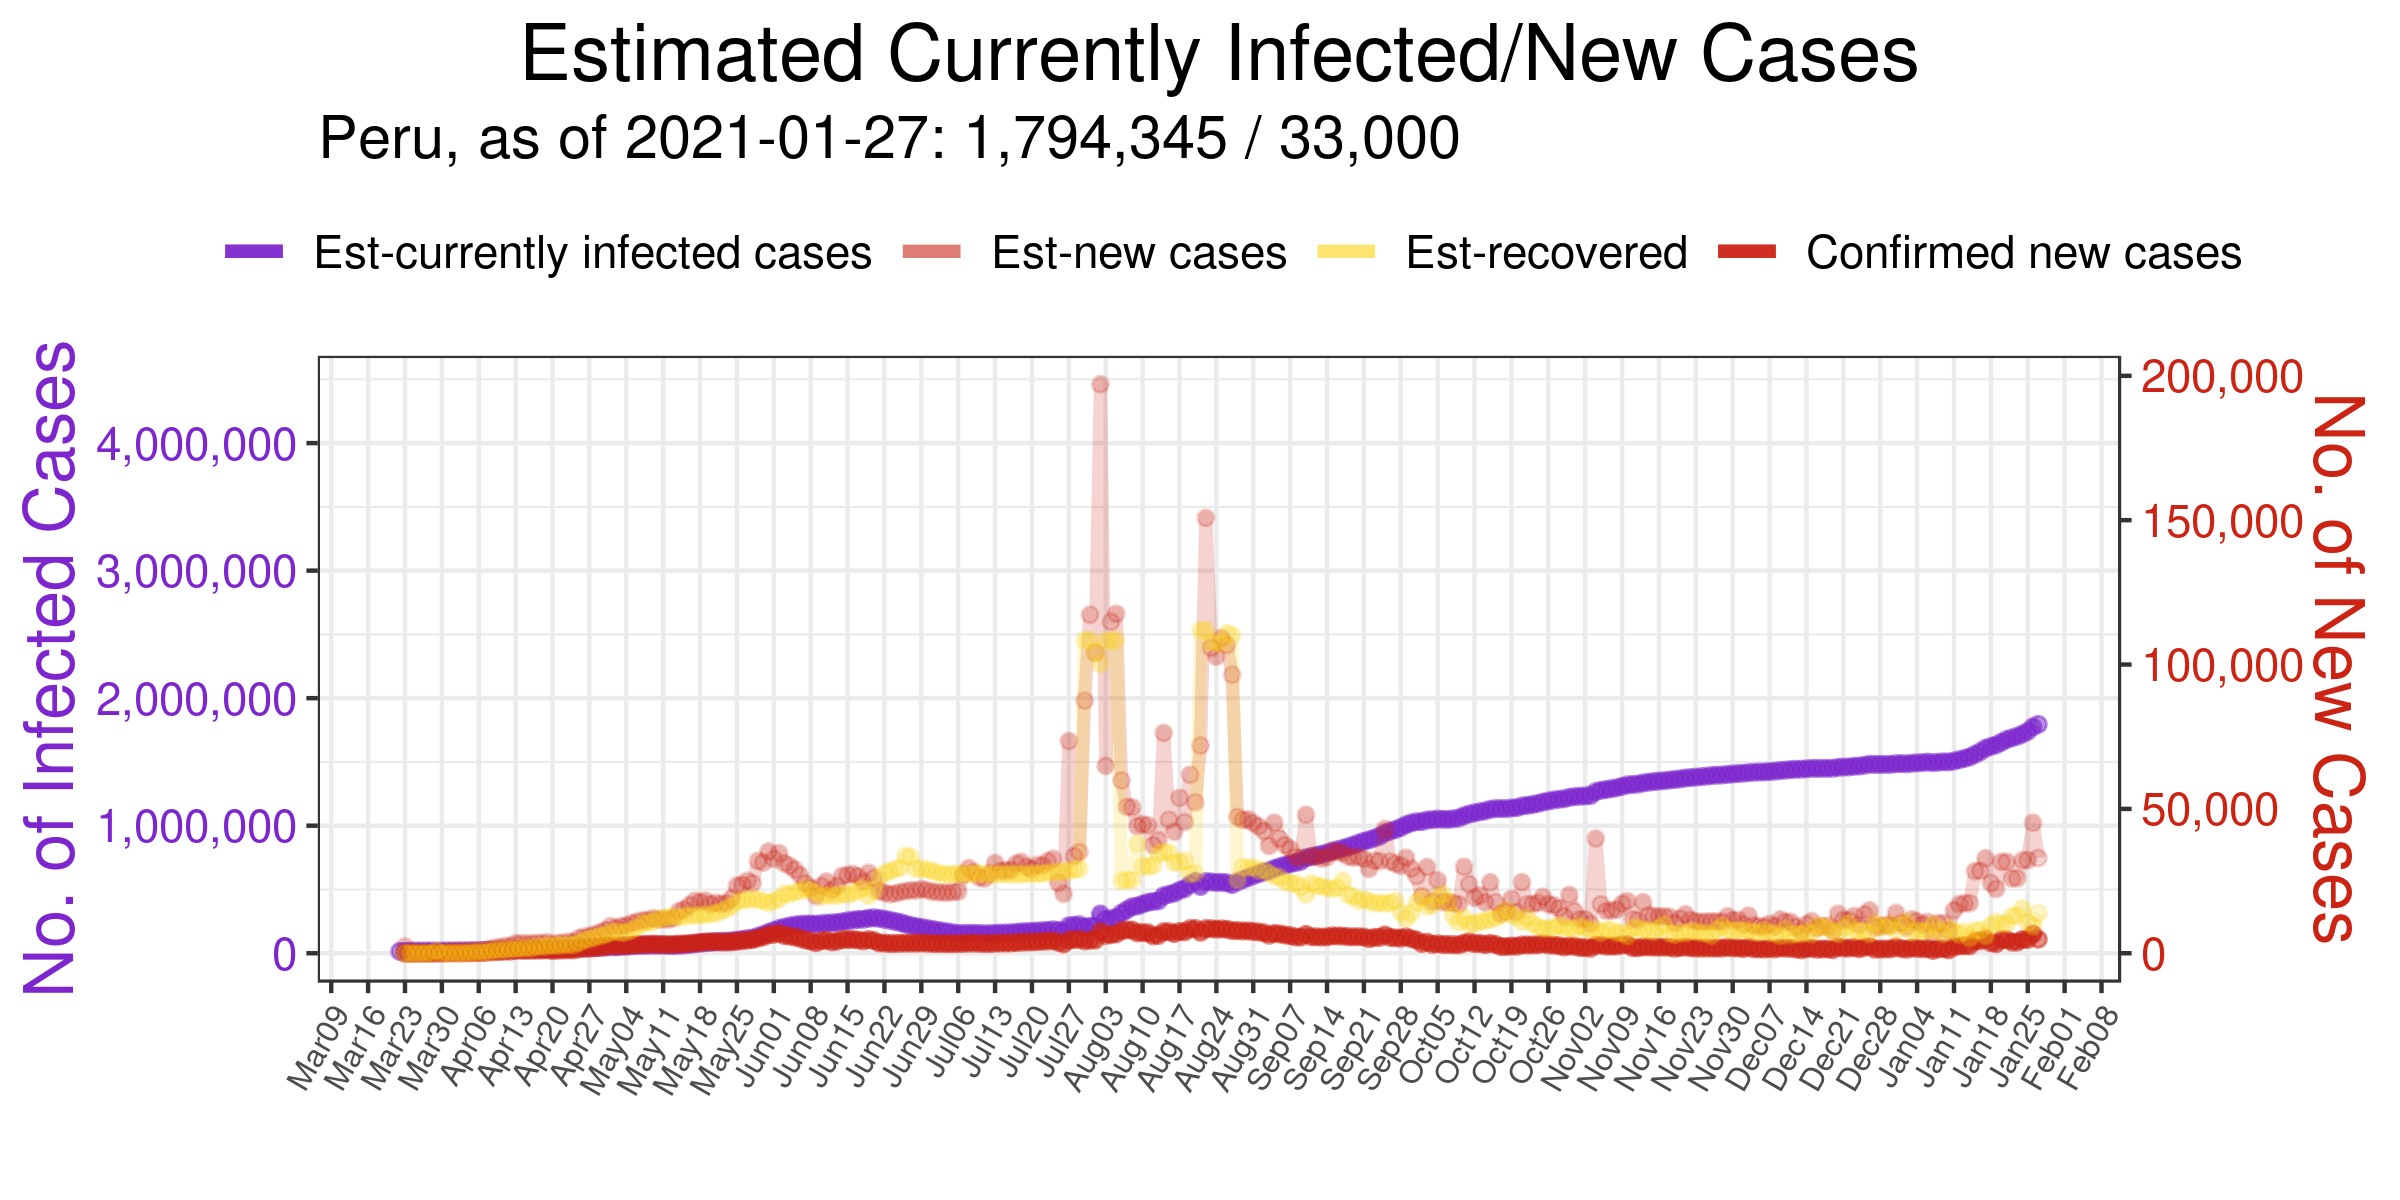 Estimated Currently Infected/New Cases
Peru, as of 2021-01-27: 1,794,345 / 33,000
Est-currently infected cases Est-new cases Est-recovered Confirmed new cases
No. of Infected Cases
4,000,000
3,000,000
2,000,000
1,000,000
0
200,000
150,000
100,000
50,000
0
No. of New Cases
Mar09 Mar16 Mar23 Mar30 Apr06 Apr13 Apr20 Apr27 May04 May11 May18 May25 Jun01 Jun08 Jun15 Jun22 Jun29 Jul06 Jul13 Jul20 Jul27 Aug03 Aug10 Aug17 Aug24 Aug31 Sep07 Sep14 Sep21 Sep28 Oct05 Oct12 Oct19 Oct26 Nov02 Nov09 Nov16 Nov23 Nov30 Dec07 Dec14 Dec21 Dec28 Jan04 Jan11 Jan18 Jan25 Feb01 Feb08